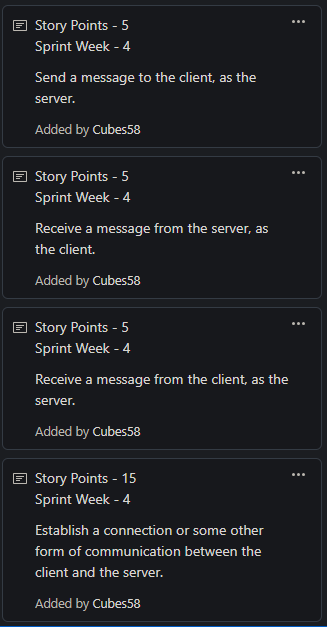 Story Points - 5
Sprint Week - 4
Send a message to the client, as the
server.
Added by Cubes58
Story Points - 5
Sprint Week - 4
Receive a message from the server, as
the client.
Added by Cubes58
Story Points - 5
Sprint Week - 4
Receive a message from the client, as the
server.
Added by Cubes58
Story Points - 15
Sprint Week - 4
Establish a connection or some other
form of communication between the
client and the server.
Added by Cubes58